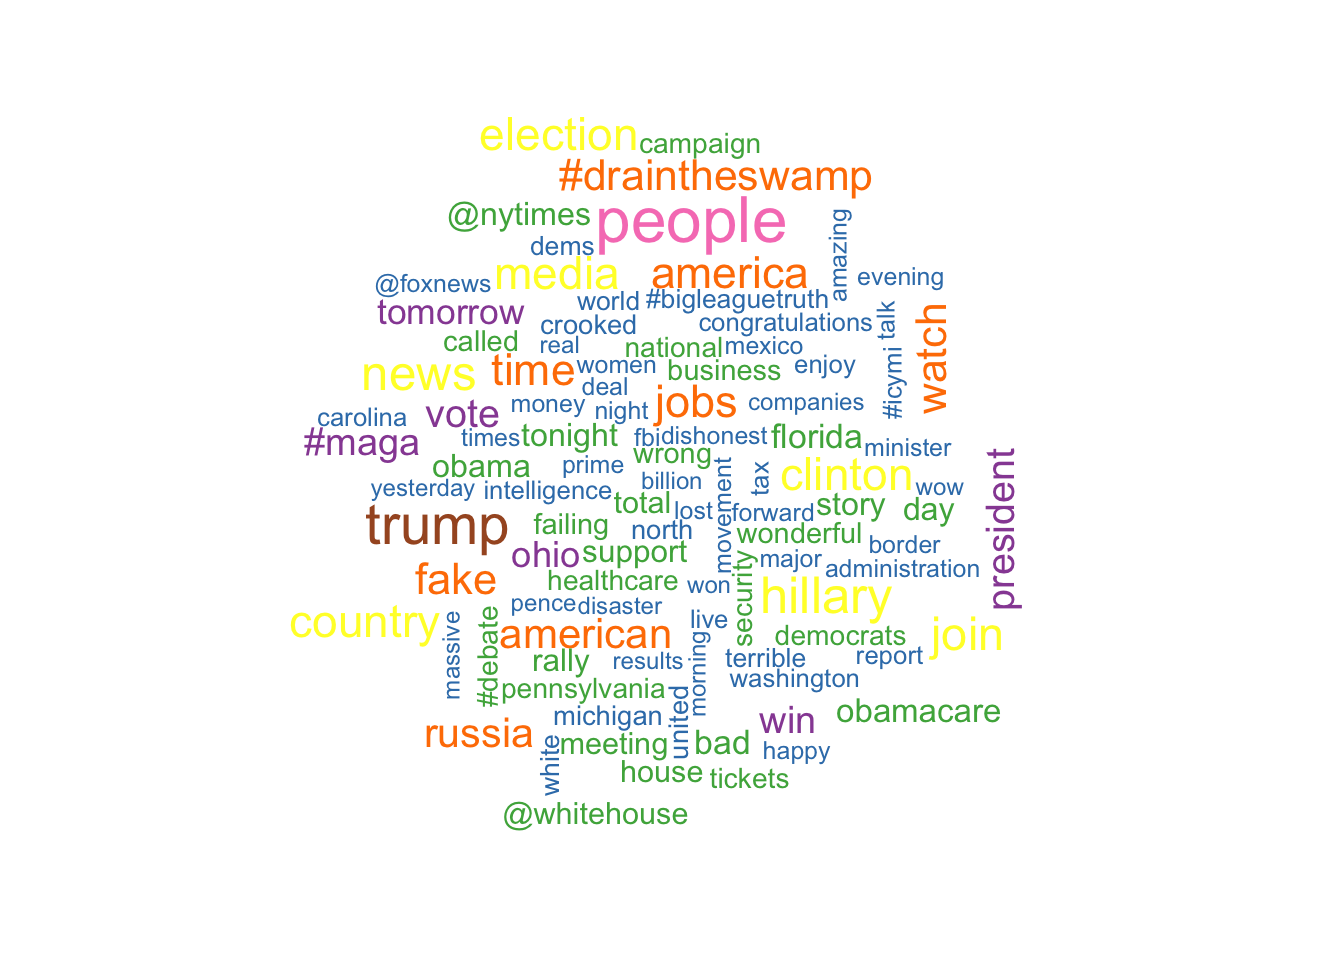 election
campaign
#draintheswamp
@nytimes
people
amazing
dems
media
america
evening
@foxnews
world
#bigleaguetruth
tomorrow
crooked
congratulations
talk
watch
called
real
national
mexico
#icymi
news
time
women
business
enjoy
deal
jobs
companies
carolina
vote
money
night
#maga
times
tonight
fbi
dishonest
florida
minister
obama
prime
wrong
clinton
president
yesterday
intelligence
billion
movement
tax
wow
total
lost
forward
story
day
trump
failing
north
wonderful
ohio
support
major
border
fake
healthcare
won
security
administration
hillary
country
pence
disaster
live
massive
#debate
american
morning
democrats
join
rally
results
terrible
report
pennsylvania
washington
michigan
united
win
obamacare
russia
white
meeting
bad
happy
house
tickets
@whitehouse